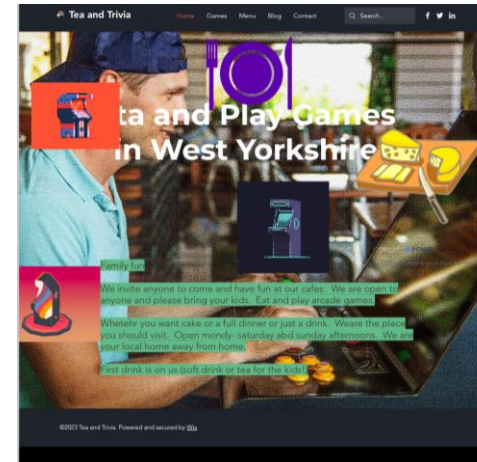 Tea and Trivia
Home Games Menu Blog Contact Search... f in
ta and Play Games
in West Yorkshire
Family fun
We invite anyone to come and have fun at our cafes. We are open to
anyone and please bring your kids. Eat and play arcade games.
Whetehr you want cake or a full dinner or just a drink. Weare the place
you should visit. Open mondy- saturday abd sunday afternoons. We are
your local home away from home.
First drink is on us (soft drink or tea for the kids!)
©2023 Tea and Trivia. Powered and secured by Wix